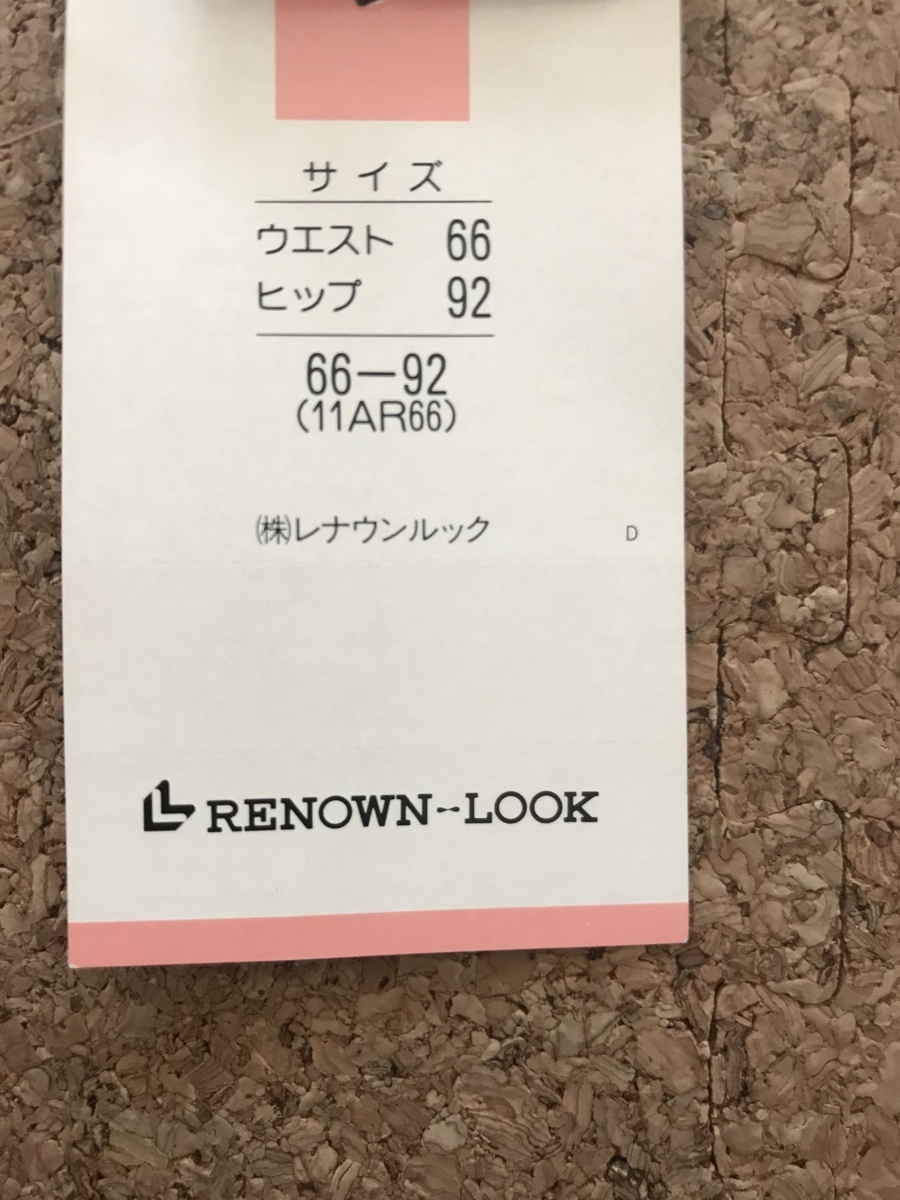 サイズ
ウエスト 66
ヒップ 92
66-92
(11AR66)
㈱レナウンルック D
RENOWN-LOOK